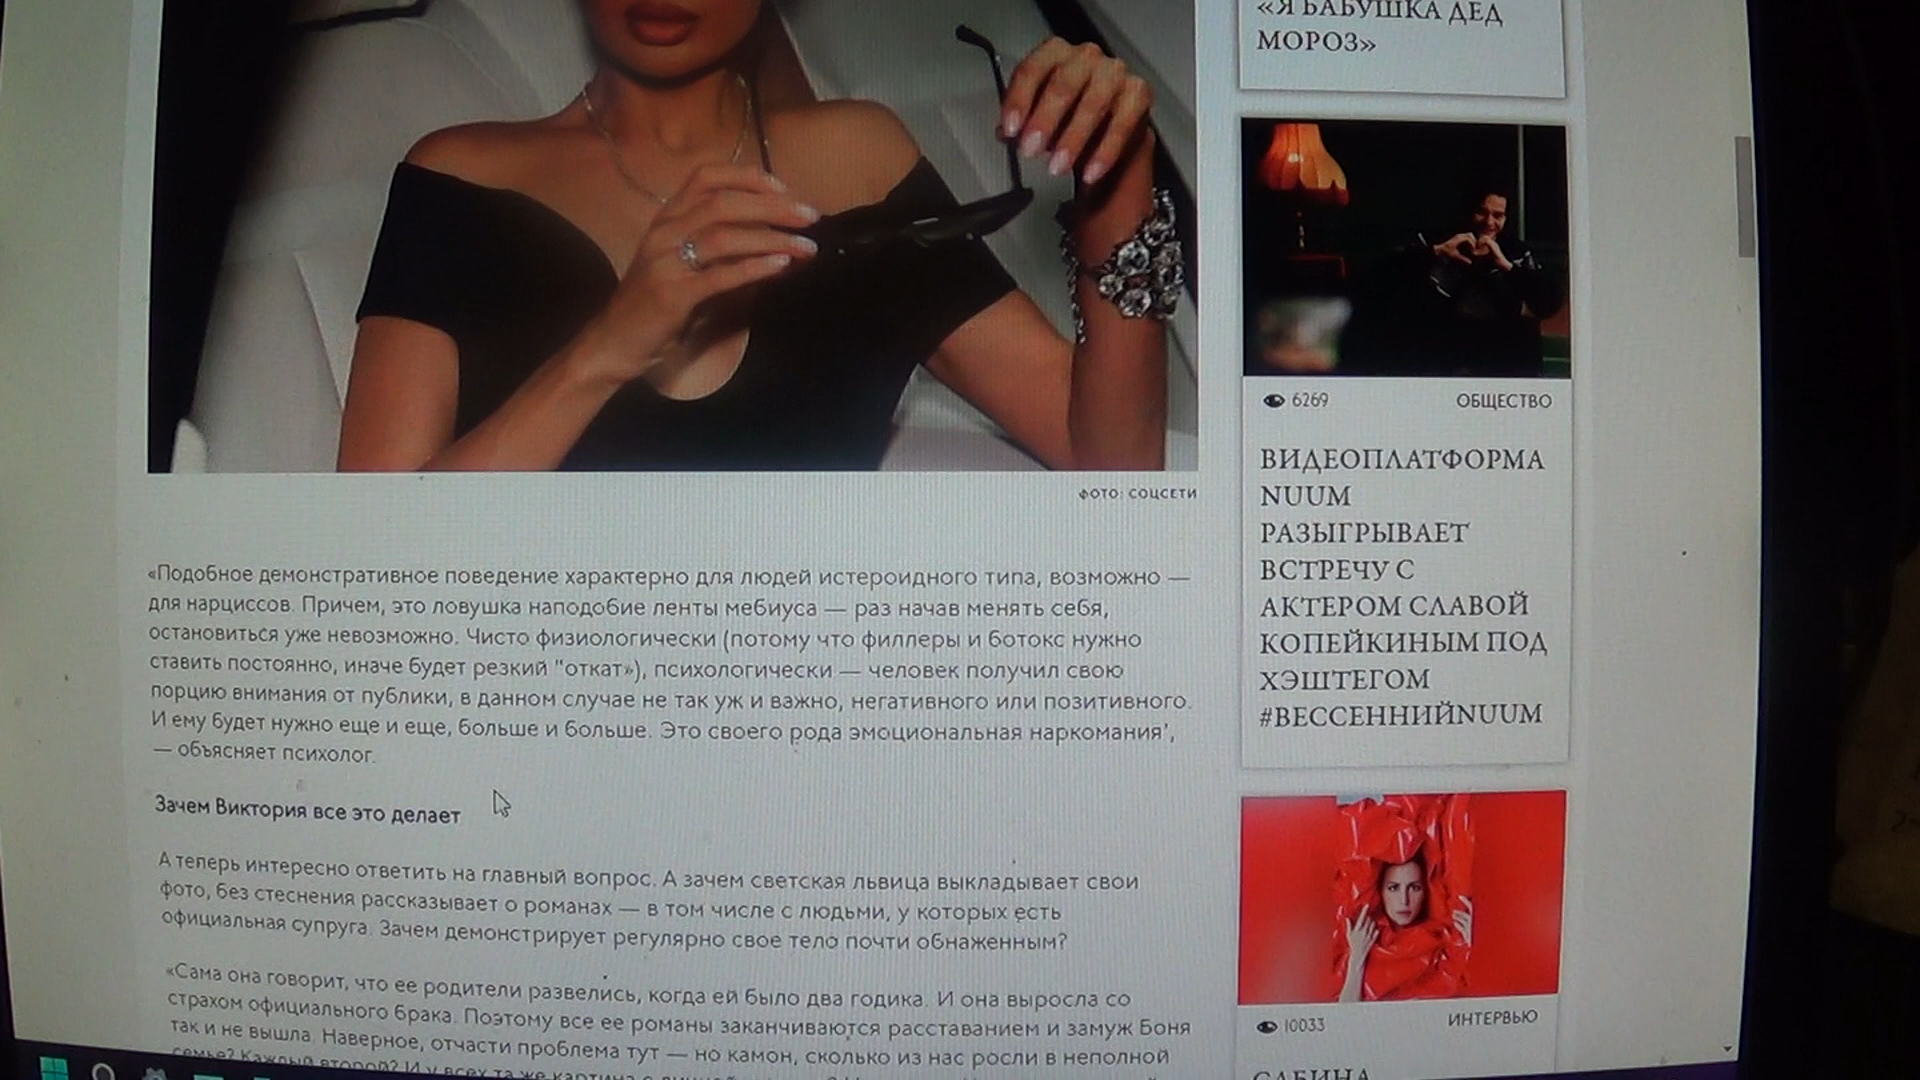 ФОТО: СОЦСЕТИ
«Подобное демонстративное поведение характерно для людей истероидного типа, возможно —
для нарциссов. Причем, это ловушка наподобие ленты мебиуса — раз начав менять себя,
остановиться уже невозможно. Чисто физиологически (потому что филлеры и ботокс нужно
ставить постоянно, иначе будет резкий "откат»), психологически — человек получил свою
порцию внимания от публики, в данном случае не так уж и важно, негативного или позитивного.
И ему будет нужно еще и еще, больше и больше. Это своего рода эмоциональная наркомания',
— объясняет психолог.
Зачем Виктория все это делает
А теперь интересно ответить на главный вопрос. А зачем светская львица выкладывает свои
фото, без стеснения рассказывает о романах — в том числе с людьми, у которых есть
официальная супруга. Зачем демонстрирует регулярно свое тело почти обнаженным?
«Сама она говорит, что ее родители развелись, когда ей было два годика. И она выросла со
страхом официального брака. Поэтому все ее романы заканчиваются расставанием и замуж Боня
так и не вышла. Наверное, отчасти проблема тут — но камон, сколько из нас росли в неполной
семье? Каждый второй? И у всех та же
«Я БАБУШКА ДЕД
МОРОЗ»
6269 ОБЩЕСТВО
ВИДЕОПЛАТФОРМА
NUUM
РАЗЫГРЫВАЕТ
ВСТРЕЧУ С
АКТЕРОМ СЛАВОЙ
КОПЕЙКИНЫМ ПОД
ХЭШТЕГОМ
#ВЕССЕННИЙNUUM
10033 ИНТЕРВЬЮ
САБИНА